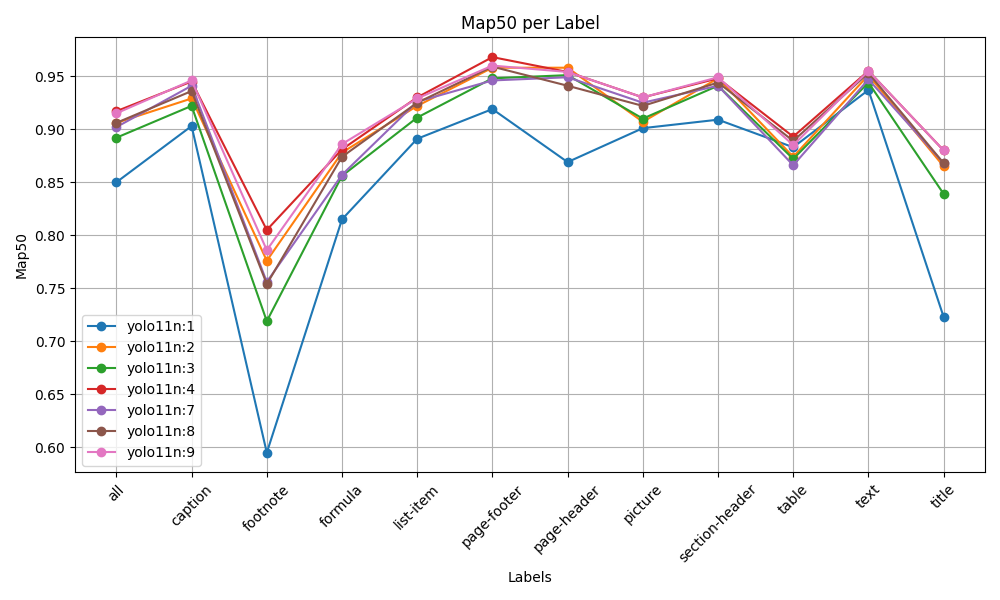 Map50 per Label
Map50
0.95
0.90
0.85
0.80
0.75
0.70
0.65
0.60
yolo11n:1
yolo11n:2
yolo11n:3
yolo11n:4
yolo11n:7
yolo11n:8
yolo11n:9
all
caption
footnote
formula
list-item
page-footer
page-header
picture
section-header
table
text
title
Labels